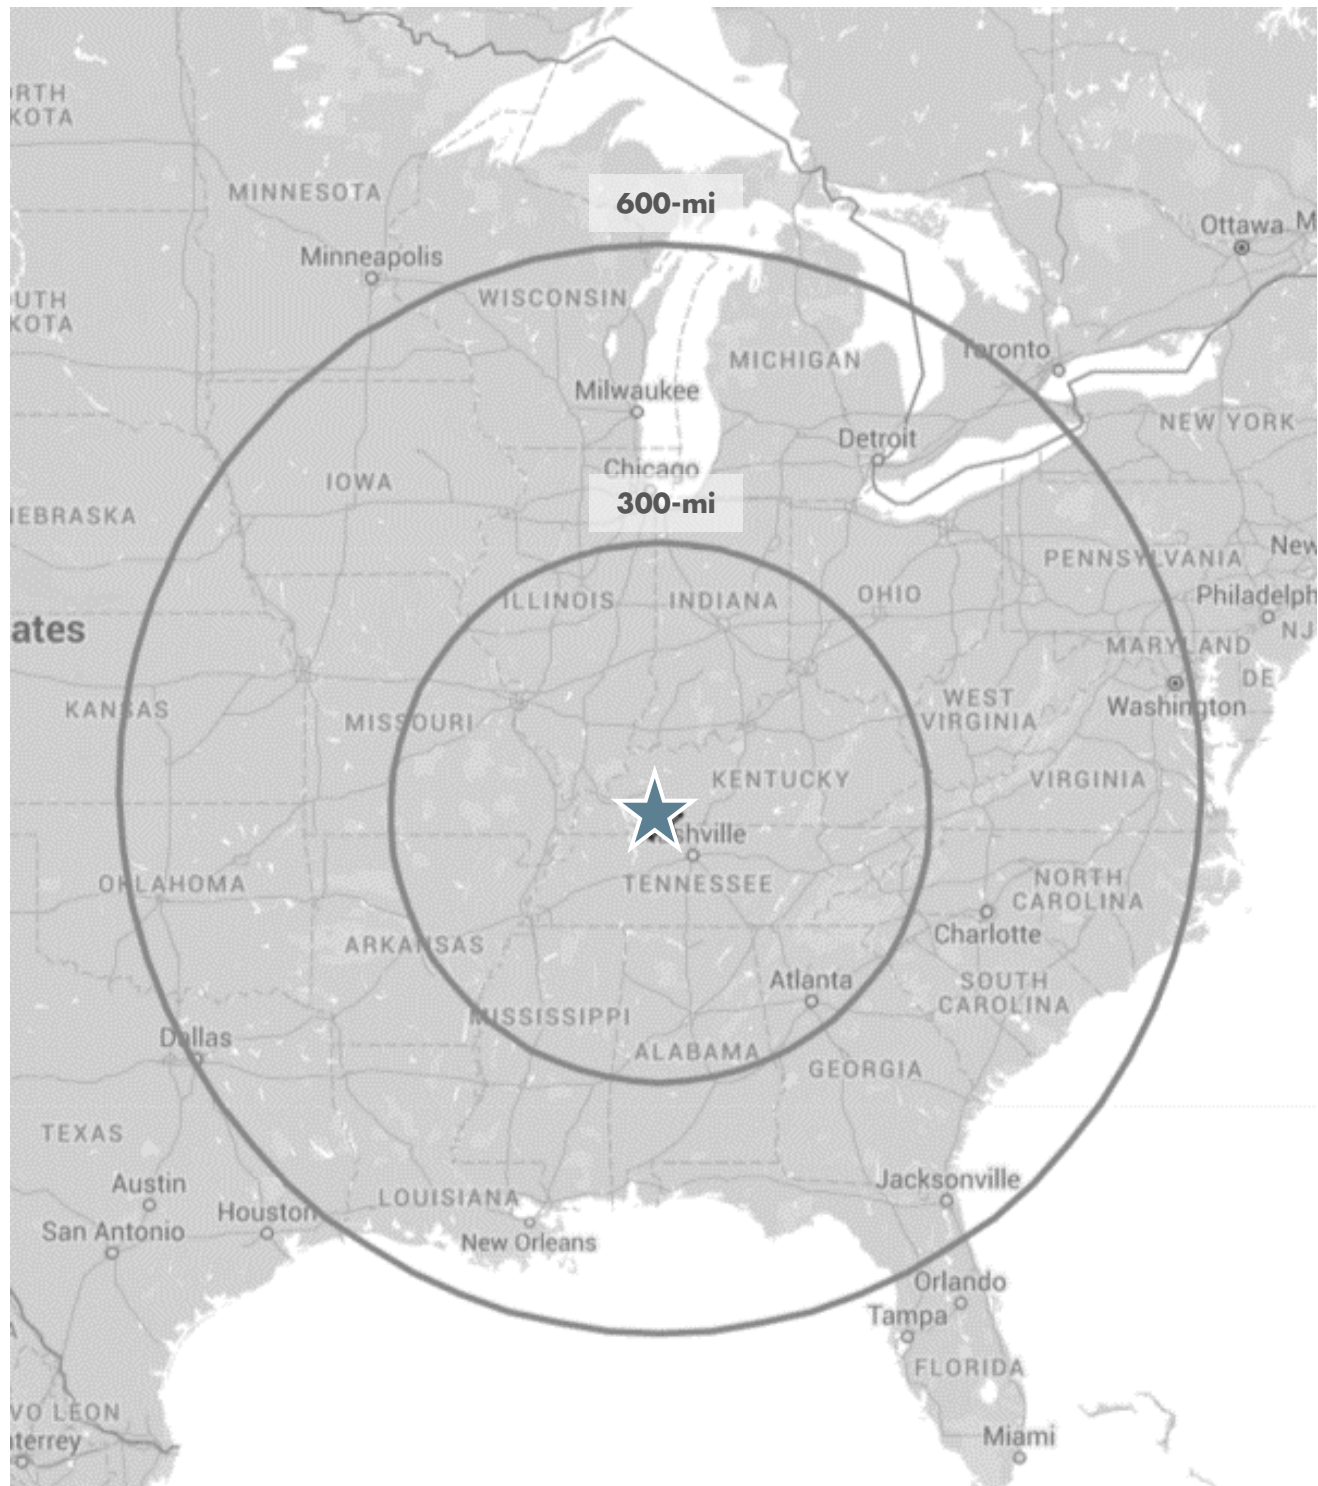 RTH
KOTA
MINNESOTA
600-mi
Ottawa
M
Minneapolis
WISCONSIN
UTH
KOTA
MICHIGAN
Toronto
Milwaukee
NEW YORK
Detroit
Chicago
IOWA
300-mi
EBRASKA
PENNSYLVANIA
New
ILLINOIS
INDIANA
OHIO
Philadelph
ates
NJ
MARYLAND
DE
KANSAS
MISSOURI
WEST
VIRGINIA
Washington
KENTUCKY
VIRGINIA
shville
OKLAHOMA
TENNESSEE
NORTH
CAROLINA
ARKANSAS
Charlotte
Atlanta
SOUTH
CAROLINA
MISSISSIPPI
Dallas
ALABAMA
GEORGIA
TEXAS
Austin
Jacksonville
LOUISIANA
Houston
San Antonio
New Orleans
Orlando
Tampa
FLORIDA
VO LEON
terrey
Miami